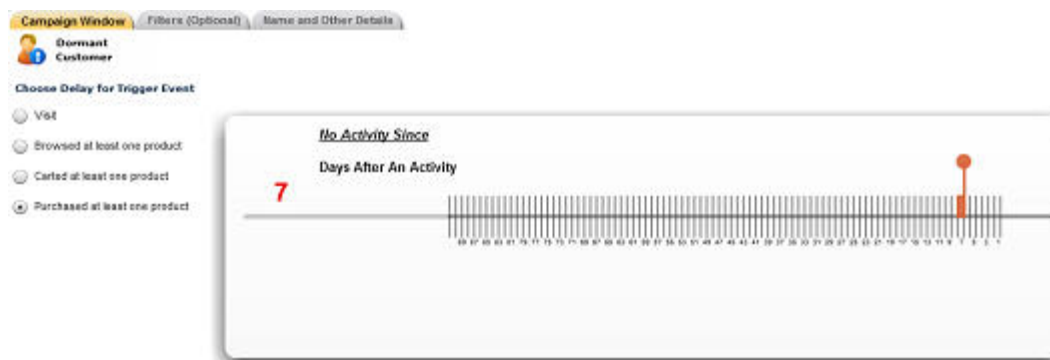 Campaign Window Filters (Optional) Name and Other Details
Dormant
Customer
Choose Delay for Trigger Event
Visit
Browsed at least one product
Carted at least one product
Purchased at least one product
No Activity Since
Days After An Activity
7